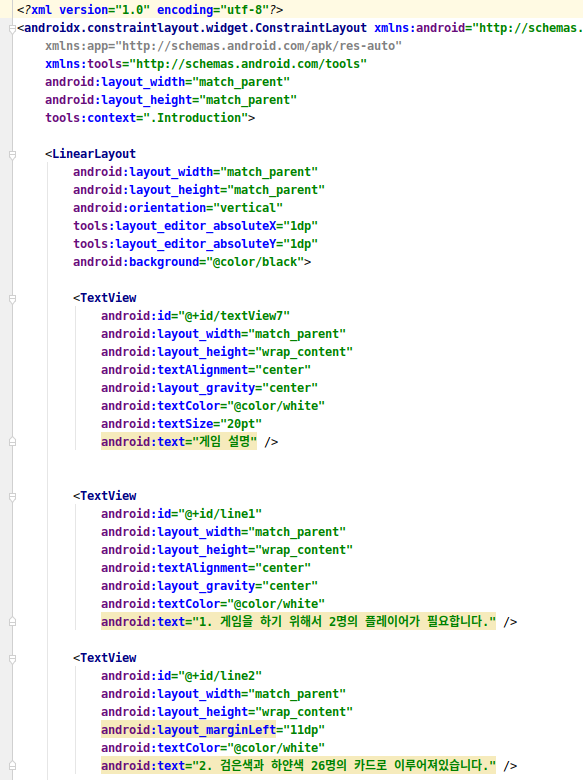 <?xml version="1.0" encoding="utf-8"?>
<androidx.constraintlayout.widget.ConstraintLayout xmlns:android="http://schemas.
xmlns:app="http://schemas.android.com/apk/res-auto"
xmlns:tools="http://schemas.android.com/tools"
android:layout_width="match_parent"
android:layout_height="match_parent"
tools:context=".Introduction">
<LinearLayout
android:layout_width="match_parent"
android:layout_height="match_parent"
android:orientation="vertical"
tools:layout_editor_absoluteX="1dp"
tools:layout_editor_absoluteY="1dp"
android:background="@color/black">
<TextView
android:id="@+id/textView7"
android:layout_width="match_parent"
android:layout_height="wrap_content"
android:textAlignment="center"
android:layout_gravity="center"
android:textColor="@color/white"
android:textSize="20pt"
android:text="게임 설명" />
<TextView
android:id="@+id/line1"
android:layout_width="match_parent"
android:layout_height="wrap_content"
android:textAlignment="center"
android:layout_gravity="center"
android:textColor="@color/white"
android:text="1. 게임을 하기 위해서 2명의 플레이어가 필요합니다." />
<TextView
android:id="@+id/line2"
android:layout_width="match_parent"
android:layout_height="wrap_content"
android:layout_marginLeft="11dp"
android:textColor="@color/white"
android:text="2. 검은색과 하얀색 26명의 카드로 이루어져있습니다." />